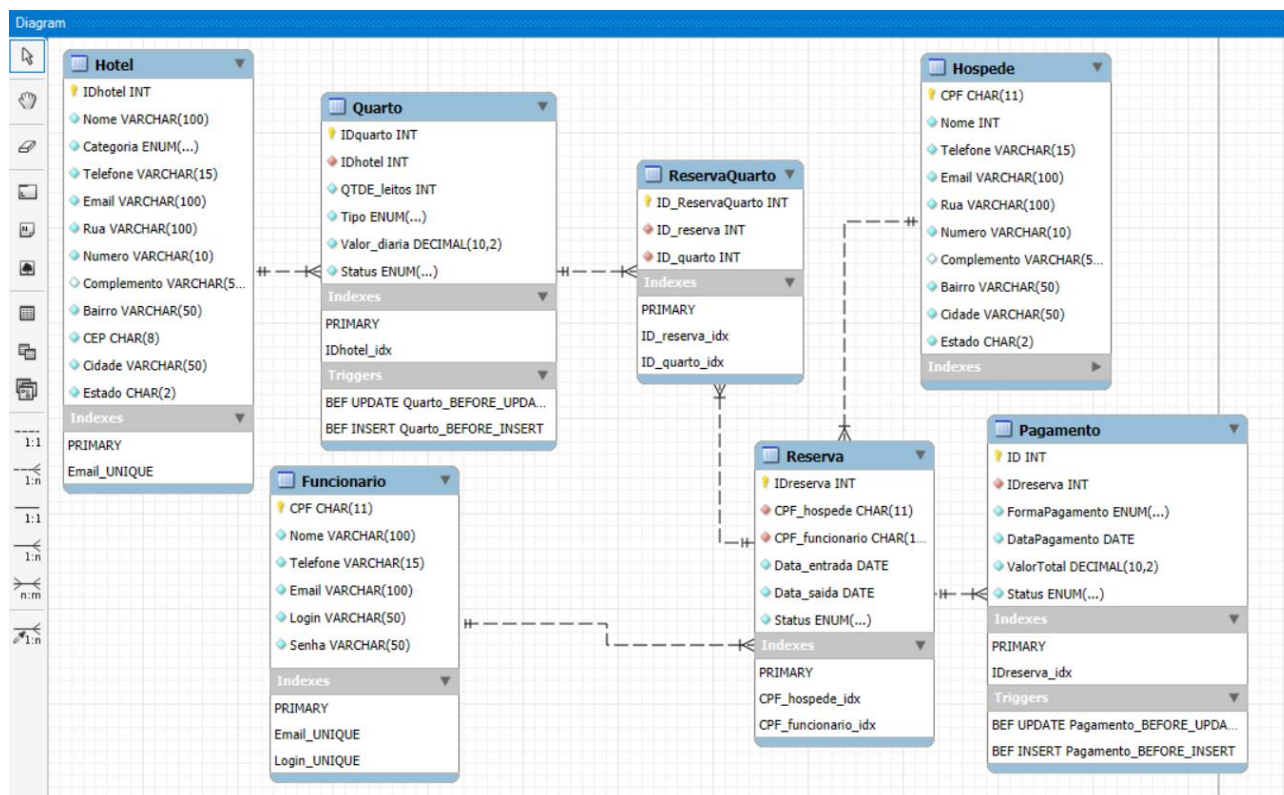 Diagram
1:1
1:n
1:1
1:n
n:m
1:n
Hotel
IDhotel INT
Nome VARCHAR(100)
Categoria ENUM(...)
Telefone VARCHAR(15)
Email VARCHAR(100)
Rua VARCHAR(100)
Numero VARCHAR(10)
Complemento VARCHAR(5...
Bairro VARCHAR(50)
CEP CHAR(8)
Cidade VARCHAR(50)
Estado CHAR(2)
Indexes
PRIMARY
Email_UNIQUE
Quarto
IDquarto INT
IDhotel INT
QTDE_leitos INT
Tipo ENUM(...)
Valor_diaria DECIMAL(10,2)
Status ENUM(...)
Indexes
PRIMARY
IDhotel_idx
Triggers
BEF UPDATE Quarto_BEFORE_UPDA...
BEF INSERT Quarto_BEFORE_INSERT
ReservaQuarto
ID_ReservaQuarto INT
ID_reserva INT
ID_quarto INT
Indexes
PRIMARY
ID_reserva_idx
ID_quarto_idx
Hospede
CPF CHAR(11)
Nome INT
Telefone VARCHAR(15)
Email VARCHAR(100)
Rua VARCHAR(100)
Numero VARCHAR(10)
Complemento VARCHAR(5...
Bairro VARCHAR(50)
Cidade VARCHAR(50)
Estado CHAR(2)
Indexes
Funcionario
CPF CHAR(11)
Nome VARCHAR(100)
Telefone VARCHAR(15)
Email VARCHAR(100)
Login VARCHAR(50)
Senha VARCHAR(50)
Indexes
PRIMARY
Email_UNIQUE
Login_UNIQUE
Reserva
IDreserva INT
CPF_hospede CHAR(11)
CPF_funcionario CHAR(1...
Data_entrada DATE
Data_saida DATE
Status ENUM(...)
Indexes
PRIMARY
CPF_hospede_idx
CPF_funcionario_idx
Pagamento
ID INT
IDreserva INT
FormaPagamento ENUM(...)
DataPagamento DATE
ValorTotal DECIMAL(10,2)
Status ENUM(...)
Indexes
PRIMARY
IDreserva_idx
Triggers
BEF UPDATE Pagamento_BEFORE_UPDA...
BEF INSERT Pagamento_BEFORE_INSERT